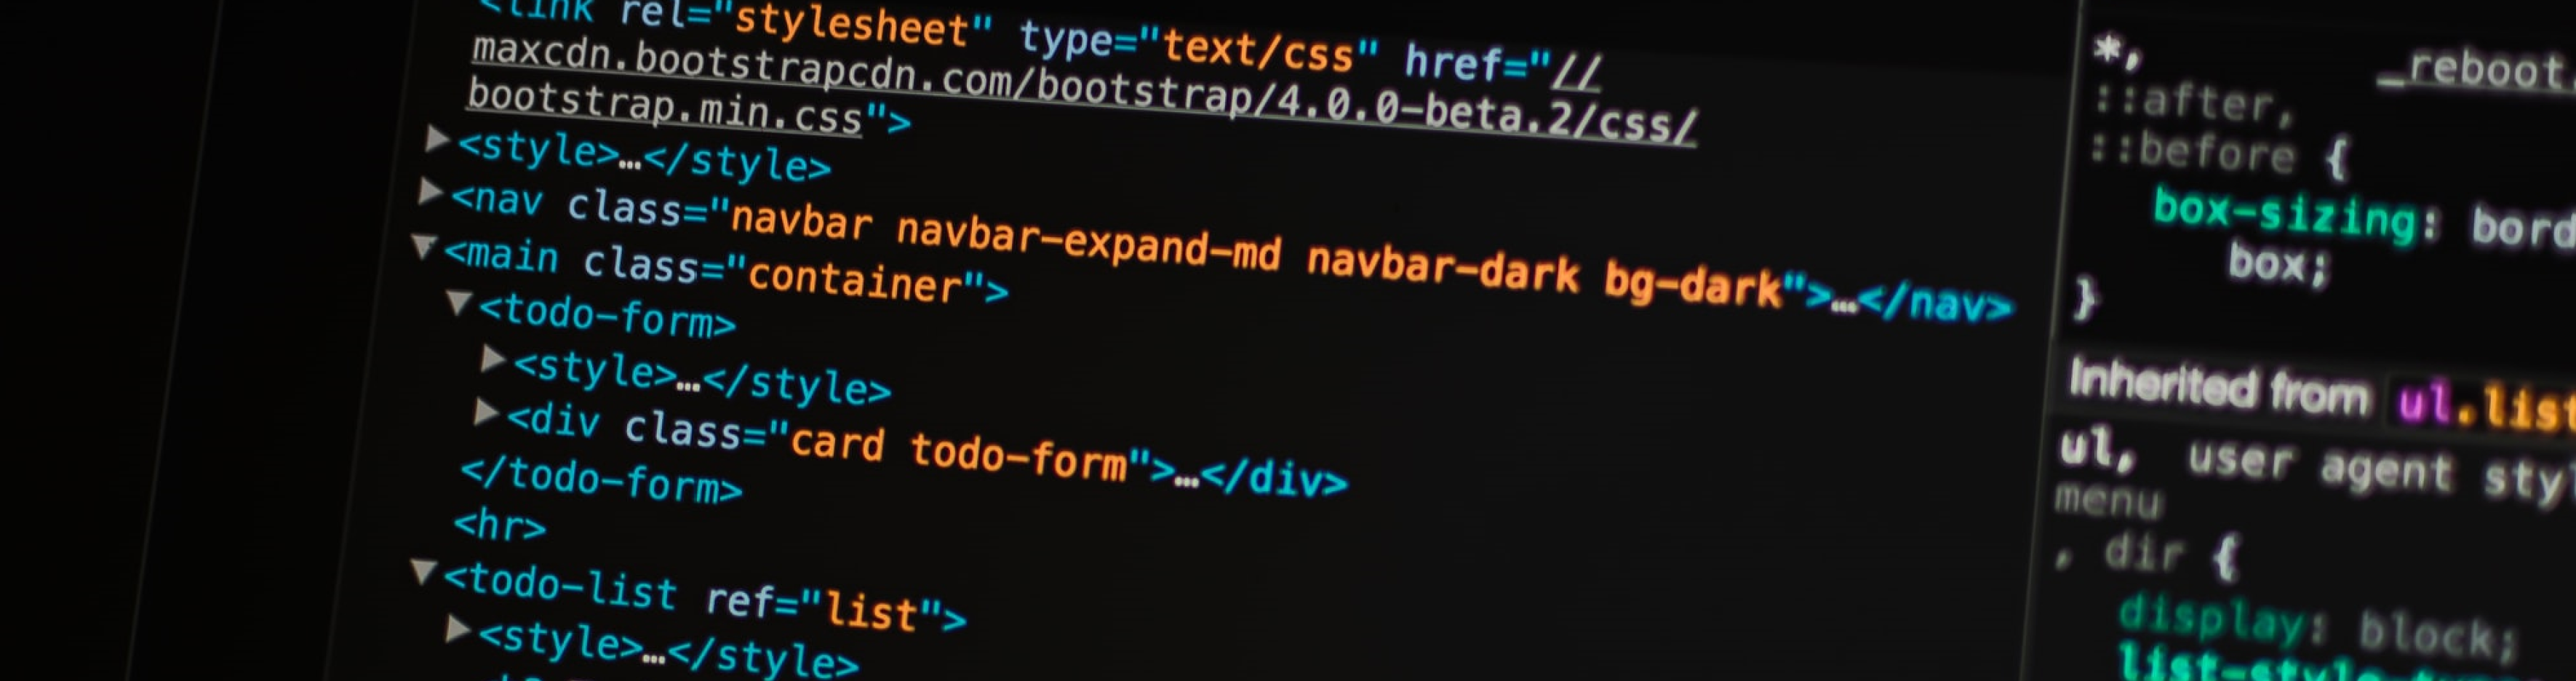 <link rel="stylesheet" type="text/css" href="//
maxcdn.bootstrapcdn.com/bootstrap/4.0.0-beta.2/css/
bootstrap.min.css">
▶<style>…</style>
▶<nav class="navbar navbar-expand-md navbar-dark bg-dark">…</nav>
▼<main class="container">
▼<todo-form>
▶<style>…</style>
▶<div class="card todo-form">…</div>
</todo-form>
<hr>
▼<todo-list ref="list">
▶<style>…</style>
*, _reboot.
::after,
::before {
box-sizing: bord
box;
}
Inherited from ul.list
ul, user agent styl
menu
, dir {
display: block;
list-style-type